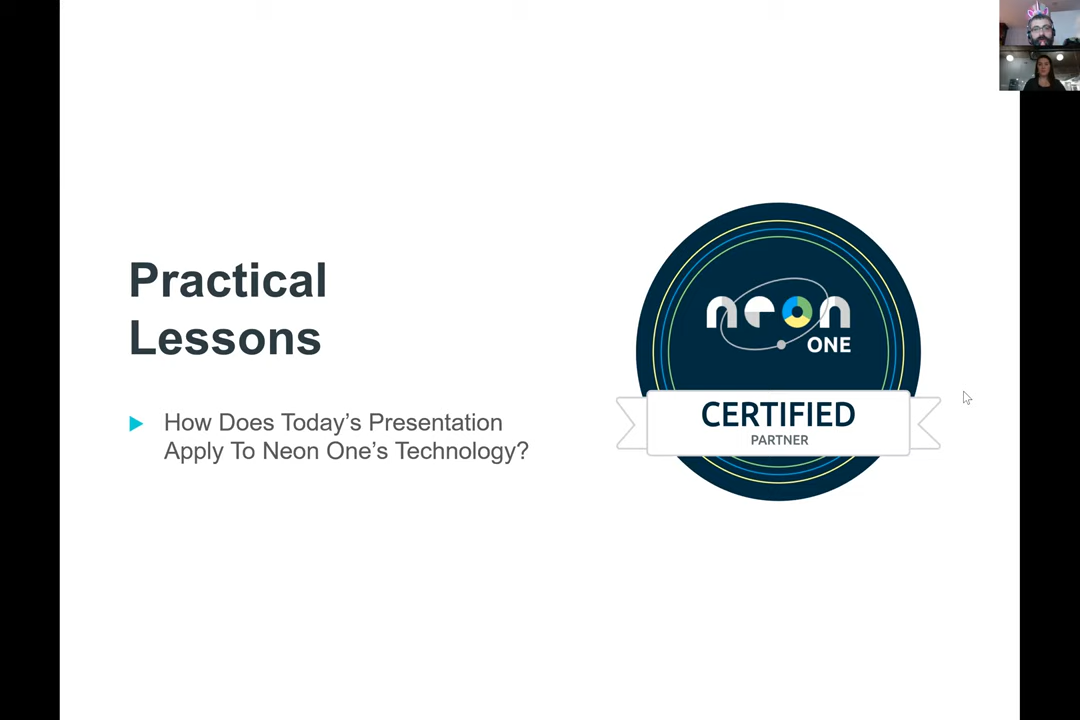 Practical
Lessons
How Does Today’s Presentation
Apply To Neon One’s Technology?
neon
ONE
CERTIFIED
PARTNER